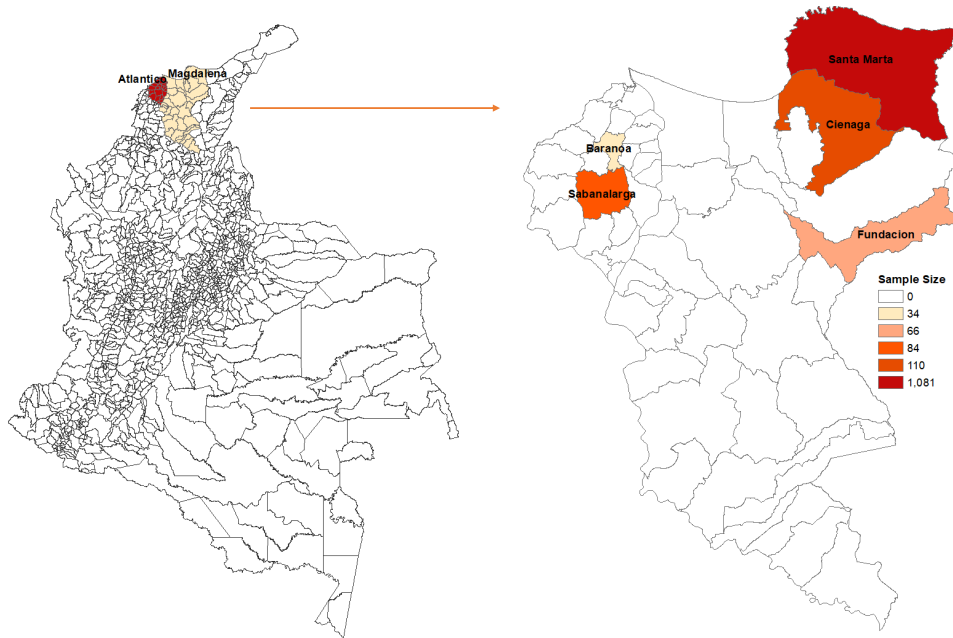 Atlantico
Magdalena
Santa Marta
Cienaga
Baranoa
Sabanalarga
Fundacion
Sample Size
0
34
66
84
110
1,081